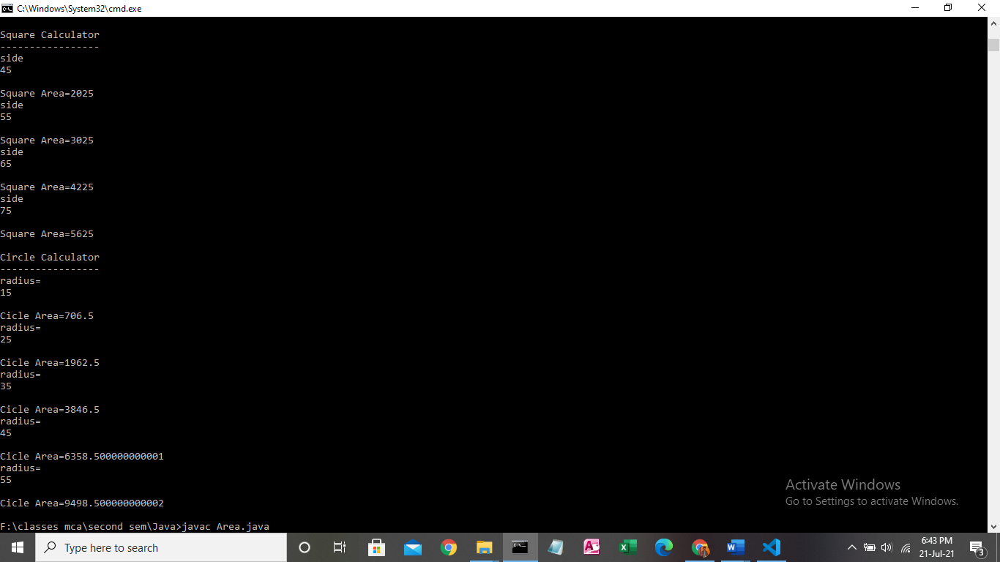 C:\Windows\System32\cmd.exe
Square Calculator
-----------------
side
45
Square Area=2025
side
55
Square Area=3025
side
65
Square Area=4225
side
75
Square Area=5625
Circle Calculator
-----------------
radius=
15
Cicle Area=706.5
radius=
25
Cicle Area=1962.5
radius=
35
Cicle Area=3846.5
radius=
45
Cicle Area=6358.500000000001
radius=
55
Cicle Area=9498.500000000002
F:\classes mca\second sem\Java>javac Area.java
Activate Windows
Go to Settings to activate Windows.
Type here to search
6:43 PM
21-Jul-21
3